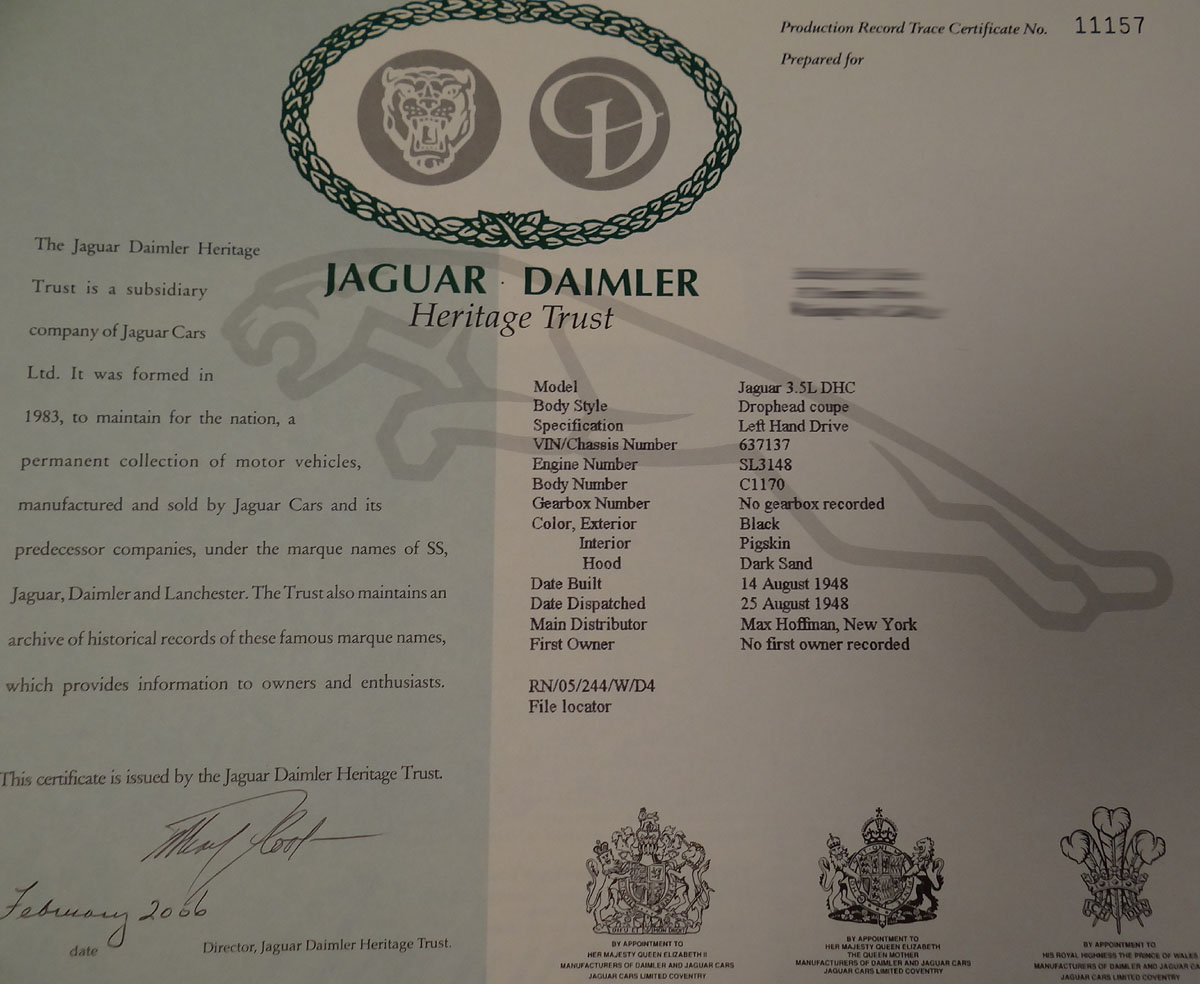 Production Record Trace Certificate No. 11157
Prepared for
JAGUAR · DAIMLER
Heritage Trust
The Jaguar Daimler Heritage
Trust is a subsidiary
company of Jaguar Cars
Ltd. It was formed in
1983, to maintain for the nation, a
permanent collection of motor vehicles,
manufactured and sold by Jaguar Cars and its
predecessor companies, under the marque names of SS,
Jaguar, Daimler and Lanchester. The Trust also maintains an
archive of historical records of these famous marque names,
which provides information to owners and enthusiasts.
This certificate is issued by the Jaguar Daimler Heritage Trust.
February 2006
date
Director, Jaguar Daimler Heritage Trust.
Model Jaguar 3.5L DHC
Body Style Drophead coupe
Specification Left Hand Drive
VIN/Chassis Number 637137
Engine Number SL3148
Body Number C1170
Gearbox Number No gearbox recorded
Color, Exterior Black
Interior Pigskin
Hood Dark Sand
Date Built 14 August 1948
Date Dispatched 25 August 1948
Main Distributor Max Hoffman, New York
First Owner No first owner recorded
RN/05/244/W/D4
File locator
BY APPOINTMENT TO
HER MAJESTY QUEEN ELIZABETH II
MANUFACTURERS OF DAIMLER AND JAGUAR CARS
JAGUAR CARS LIMITED COVENTRY
BY APPOINTMENT TO
HER MAJESTY QUEEN ELIZABETH
THE QUEEN MOTHER
MANUFACTURERS OF DAIMLER AND JAGUAR CARS
JAGUAR CARS LIMITED COVENTRY
BY APPOINTMENT TO
HIS ROYAL HIGHNESS THE PRINCE OF WALES
MANUFACTURERS OF DAIMLER AND JAGUAR CA
JAGUAR CARS LIMITED COVENTRY